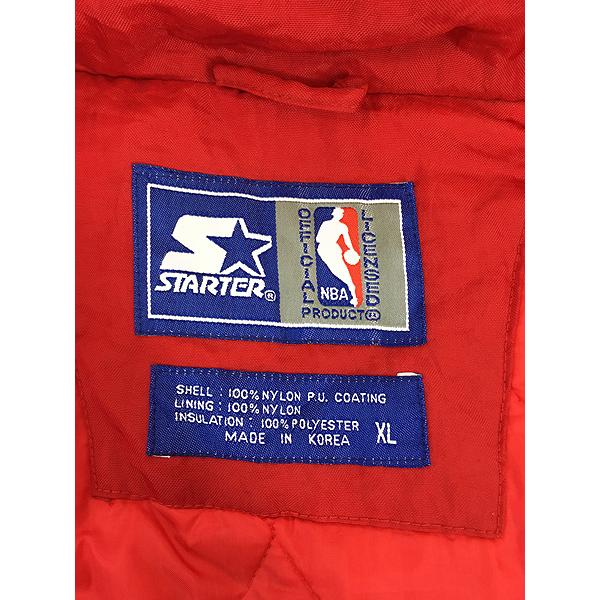 STARTER®
OFFICIAL
LICENSED
NBA
PRODUCT®
SHELL : 100% NYLON P.U. COATING
LINING : 100% NYLON
INSULATION : 100% POLYESTER
MADE IN KOREA
XL